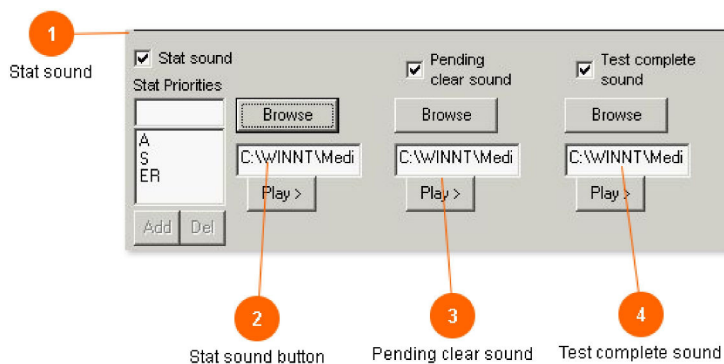 1
Stat sound
Stat sound
Stat Priorities
A
S
ER
Add Del
Browse
C:\WINNT\Medi
Play >
Pending
clear sound
Browse
C:\WINNT\Medi
Play >
Test complete
sound
Browse
C:\WINNT\Medi
Play >
2
Stat sound button
3
Pending clear sound
4
Test complete sound